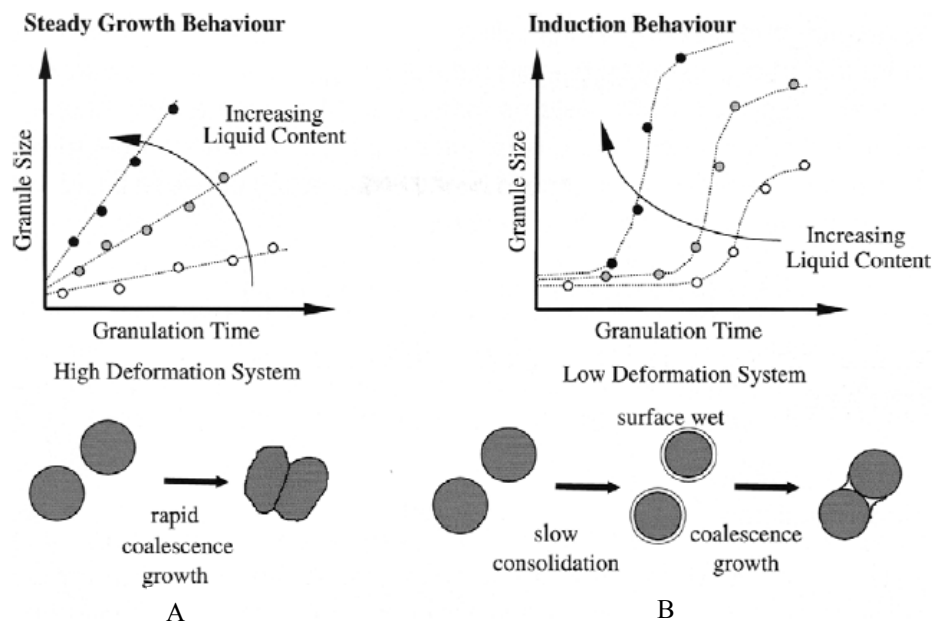 Steady Growth Behaviour
Granule Size
Increasing
Liquid Content
Granulation Time
High Deformation System
rapid
coalescence
growth
A
Induction Behaviour
Granule Size
Increasing
Liquid Content
Granulation Time
Low Deformation System
surface wet
slow
consolidation
coalescence
growth
B